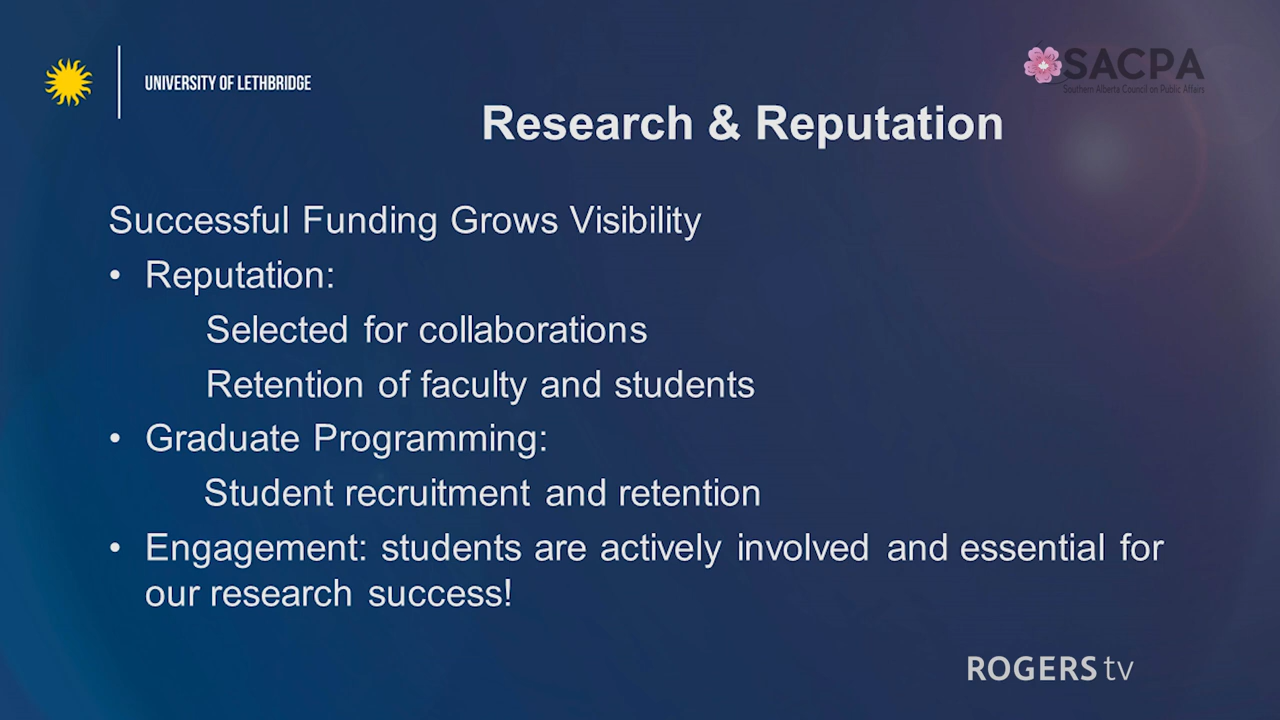 UNIVERSITY OF LETHBRIDGE
SACPA
Southern Alberta Council on Public Affairs
Research & Reputation
Successful Funding Grows Visibility
• Reputation:
Selected for collaborations
Retention of faculty and students
• Graduate Programming:
Student recruitment and retention
• Engagement: students are actively involved and essential for
our research success!
ROGERS tv